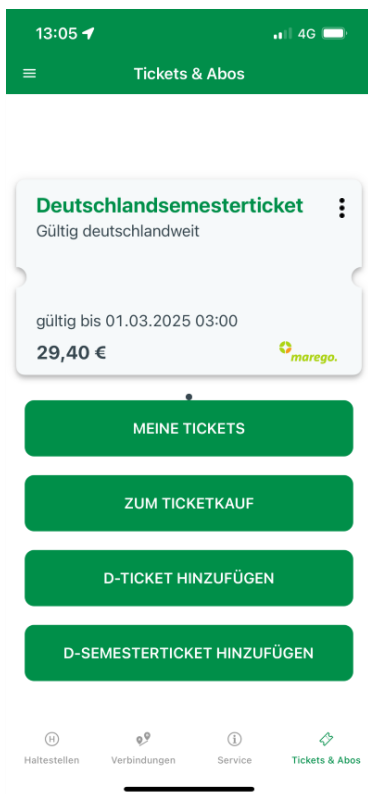 13:05
4G
Tickets & Abos
Deutschlandsemesterticket
Gültig deutschlandweit
gültig bis 01.03.2025 03:00
29,40 €
marego.
MEINE TICKETS
ZUM TICKETKAUF
D-TICKET HINZUFÜGEN
D-SEMESTERTICKET HINZUFÜGEN
H
Haltestellen
Verbindungen
Service
Tickets & Abos